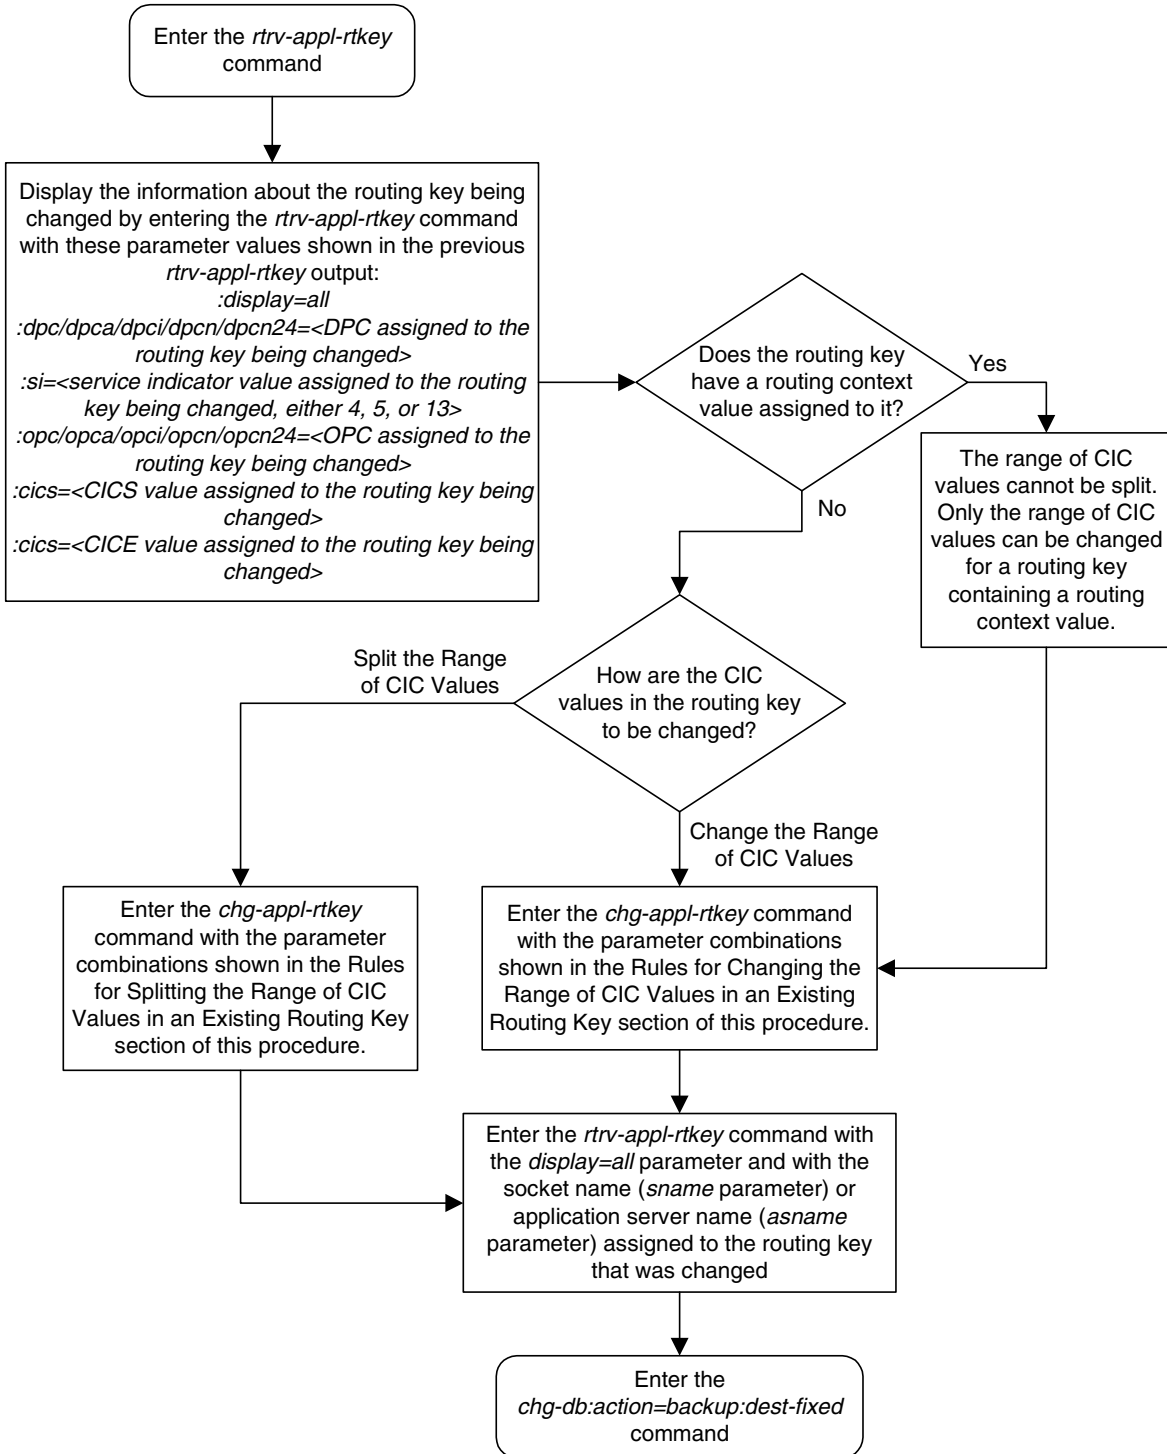 Enter the rtrv-appl-rtkey
command
Display the information about the routing key being
changed by entering the rtrv-appl-rtkey command
with these parameter values shown in the previous
rtrv-appl-rtkey output:
:display=all
:dpc/dpca/dpci/dpcn/dpcn24=<DPC assigned to the
routing key being changed>
:si=<service indicator value assigned to the routing
key being changed, either 4, 5, or 13>
:opc/opca/opci/opcn/opcn24=<OPC assigned to the
routing key being changed>
:cics=<CICS value assigned to the routing key being
changed>
:cics=<CICE value assigned to the routing key being
changed>
Does the routing key
have a routing context
value assigned to it?
Yes
No
The range of CIC
values cannot be split.
Only the range of CIC
values can be changed
for a routing key
containing a routing
context value.
How are the CIC
values in the routing key
to be changed?
Split the Range
of CIC Values
Change the Range
of CIC Values
Enter the chg-appl-rtkey
command with the parameter
combinations shown in the Rules
for Splitting the Range of CIC
Values in an Existing Routing Key
section of this procedure.
Enter the chg-appl-rtkey command
with the parameter combinations
shown in the Rules for Changing the
Range of CIC Values in an Existing
Routing Key section of this procedure.
Enter the rtrv-appl-rtkey command with
the display=all parameter and with the
socket name (sname parameter) or
application server name (asname
parameter) assigned to the routing key
that was changed
Enter the
chg-db:action=backup:dest-fixed
command